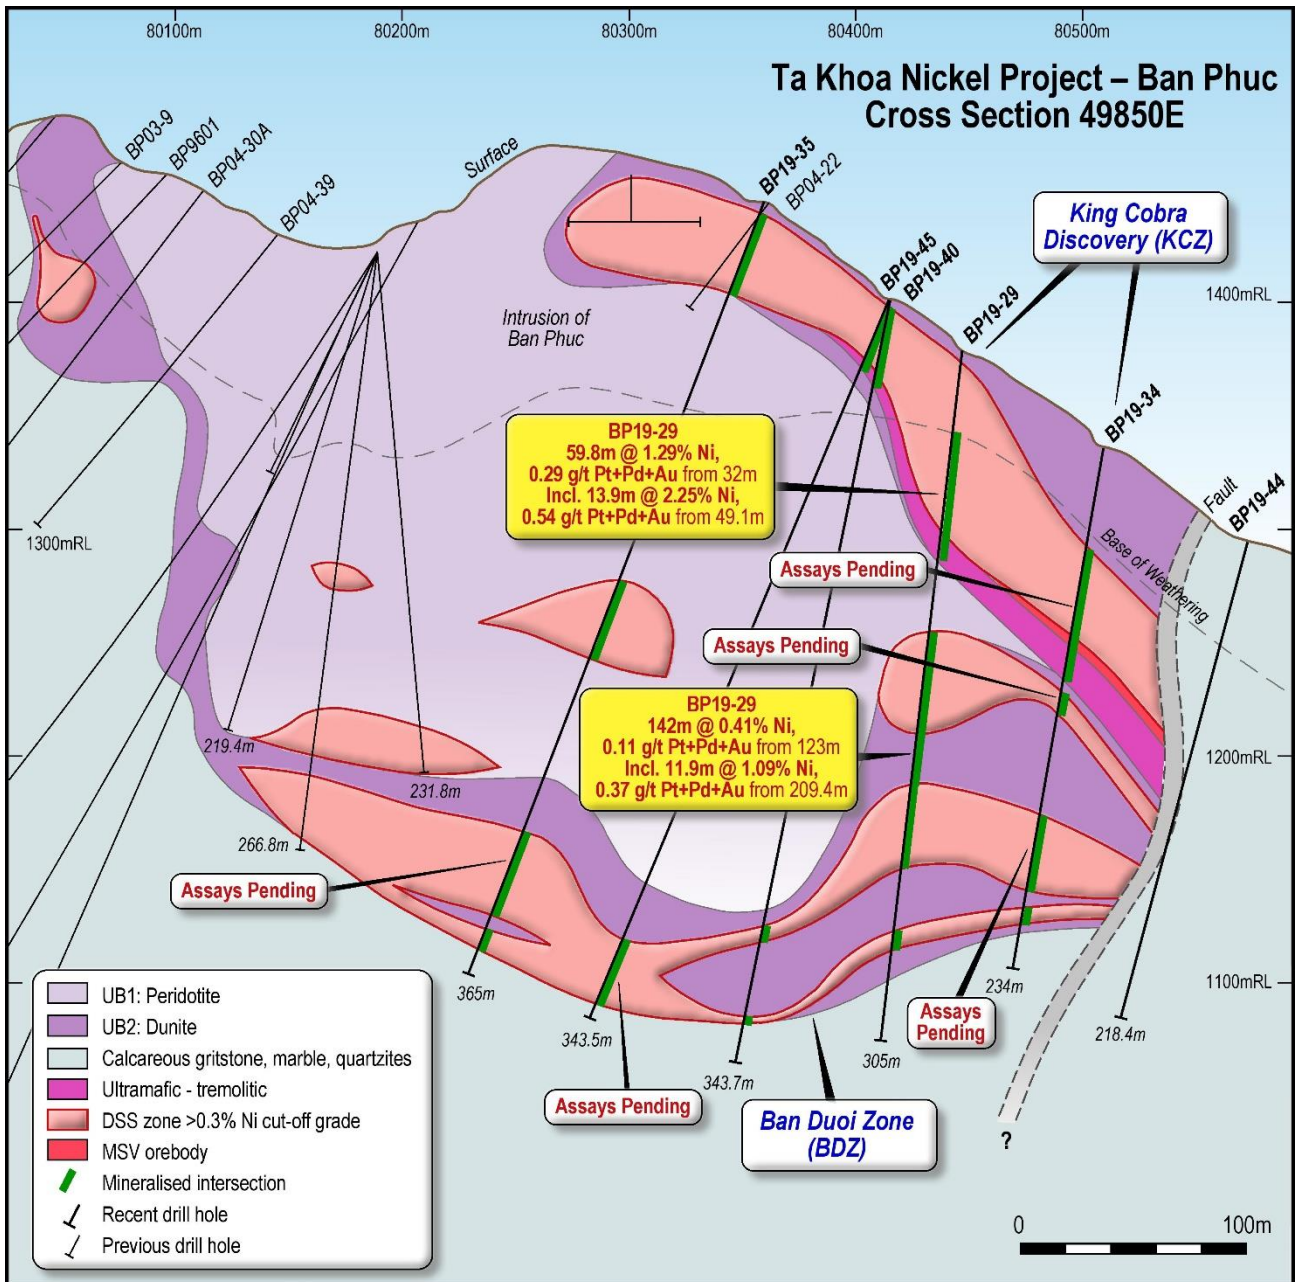 80100m
80200m
80300m
80400m
80500m
Ta Khoa Nickel Project – Ban Phuc
Cross Section 49850E
BP03-9
BP9601
BP04-30A
BP04-39
Surface
BP19-35
BP04-22
King Cobra
Discovery (KCZ)
BP19-45
BP19-40
BP19-29
1400mRL
Intrusion of
Ban Phuc
BP19-34
BP19-29
59.8m @ 1.29% Ni,
0.29 g/t Pt+Pd+Au from 32m
Incl. 13.9m @ 2.25% Ni,
0.54 g/t Pt+Pd+Au from 49.1m
Fault
BP19-44
1300mRL
Base of Weathering
Assays Pending
Assays Pending
BP19-29
142m @ 0.41% Ni,
0.11 g/t Pt+Pd+Au from 123m
Incl. 11.9m @ 1.09% Ni,
0.37 g/t Pt+Pd+Au from 209.4m
219.4m
231.8m
1200mRL
266.8m
Assays Pending
365m
343.5m
343.7m
305m
234m
1100mRL
Assays
Pending
218.4m
Assays Pending
Ban Duoi Zone
(BDZ)
?
UB1: Peridotite
UB2: Dunite
Calcareous gritstone, marble, quartzites
Ultramafic - tremolitic
DSS zone >0.3% Ni cut-off grade
MSV orebody
Mineralised intersection
Recent drill hole
Previous drill hole
0
100m